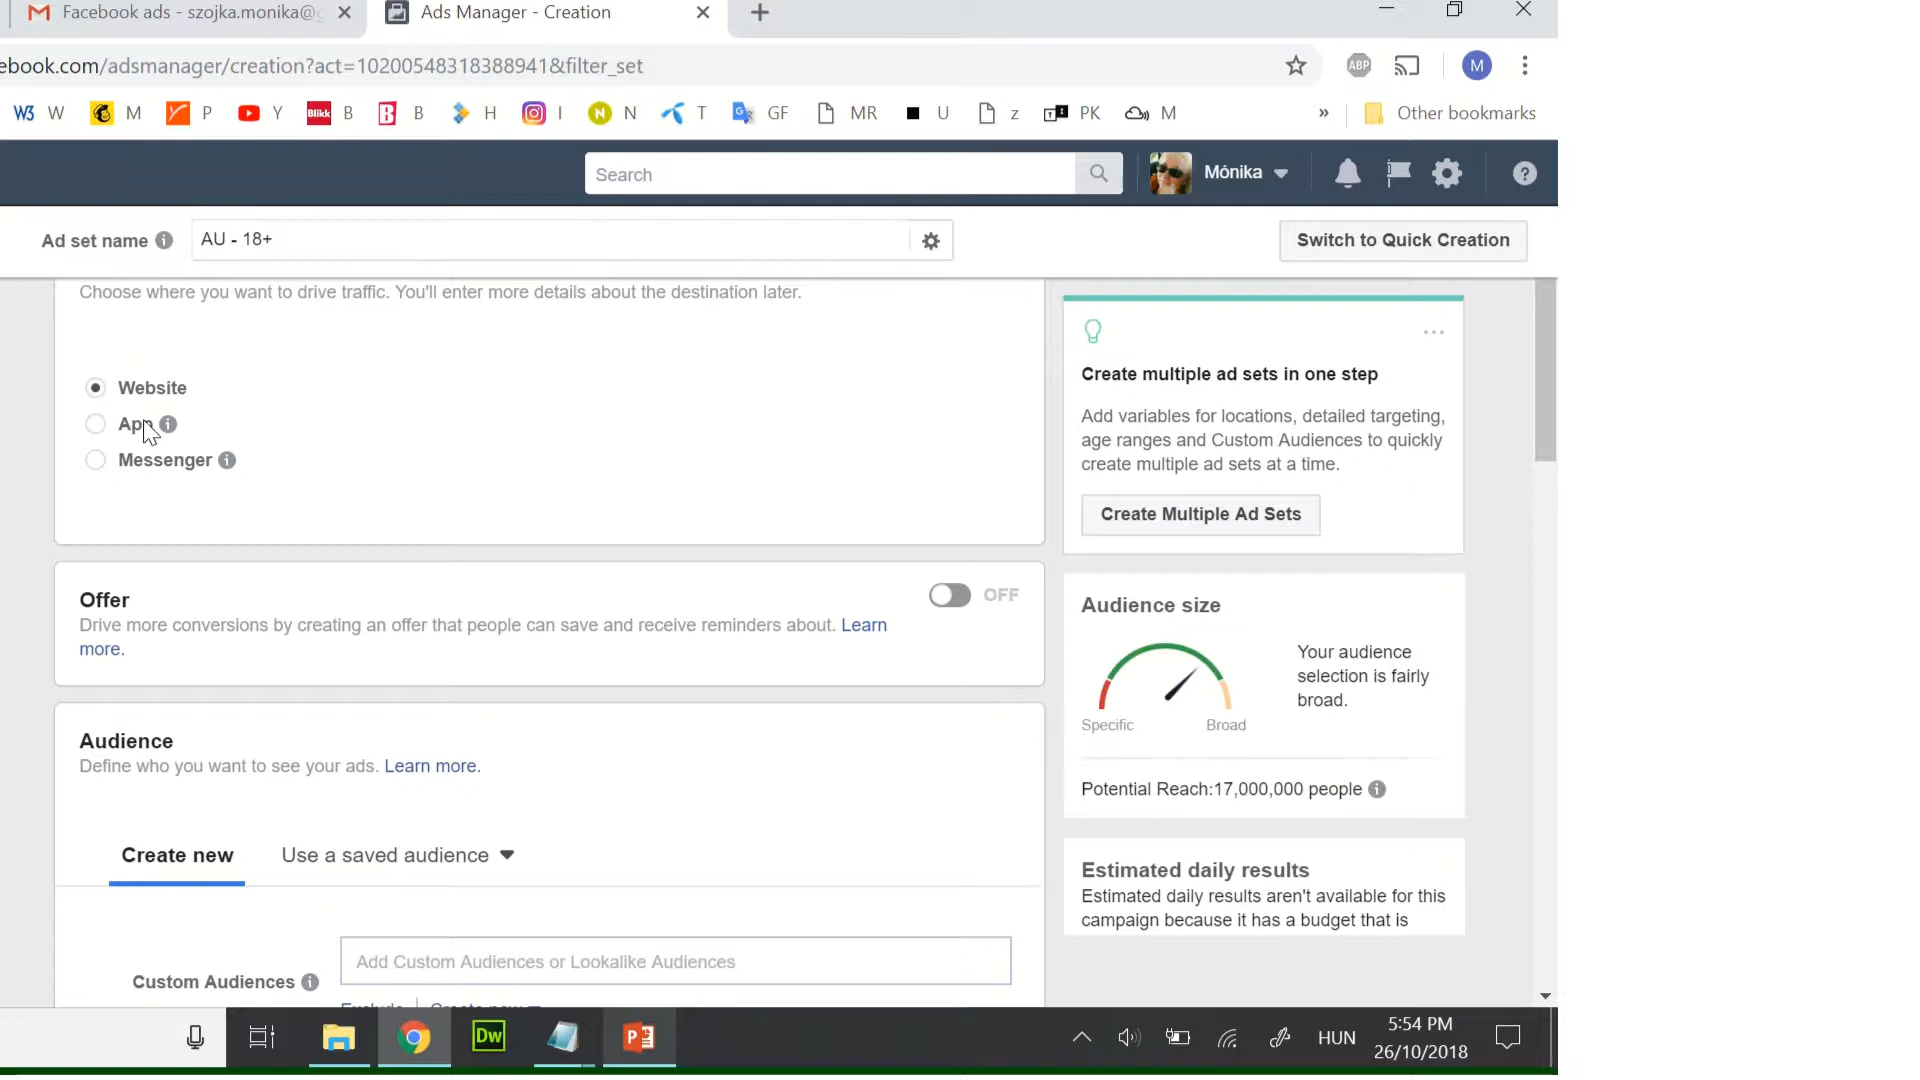 Facebook ads - szojka.monika@g
Ads Manager - Creation
ebook.com/adsmanager/creation?act=10200548318388941&filter_set
ABP
M
W3 W M P Y Blikk B B B H I N N T GF MR U z T I PK M » Other bookmarks
Search
Mónika
Ad set name AU - 18+
Switch to Quick Creation
Choose where you want to drive traffic. You'll enter more details about the destination later.
Website
App
Messenger
Create multiple ad sets in one step
Add variables for locations, detailed targeting,
age ranges and Custom Audiences to quickly
create multiple ad sets at a time.
Create Multiple Ad Sets
Offer
OFF
Drive more conversions by creating an offer that people can save and receive reminders about. Learn
more.
Audience size
Your audience
selection is fairly
broad.
Specific
Broad
Potential Reach:17,000,000 people
Audience
Define who you want to see your ads. Learn more.
Create new
Use a saved audience
Estimated daily results
Estimated daily results aren't available for this
campaign because it has a budget that is
Custom Audiences
Add Custom Audiences or Lookalike Audiences
Exclude | Create new
Dw
P
HUN
5:54 PM
26/10/2018